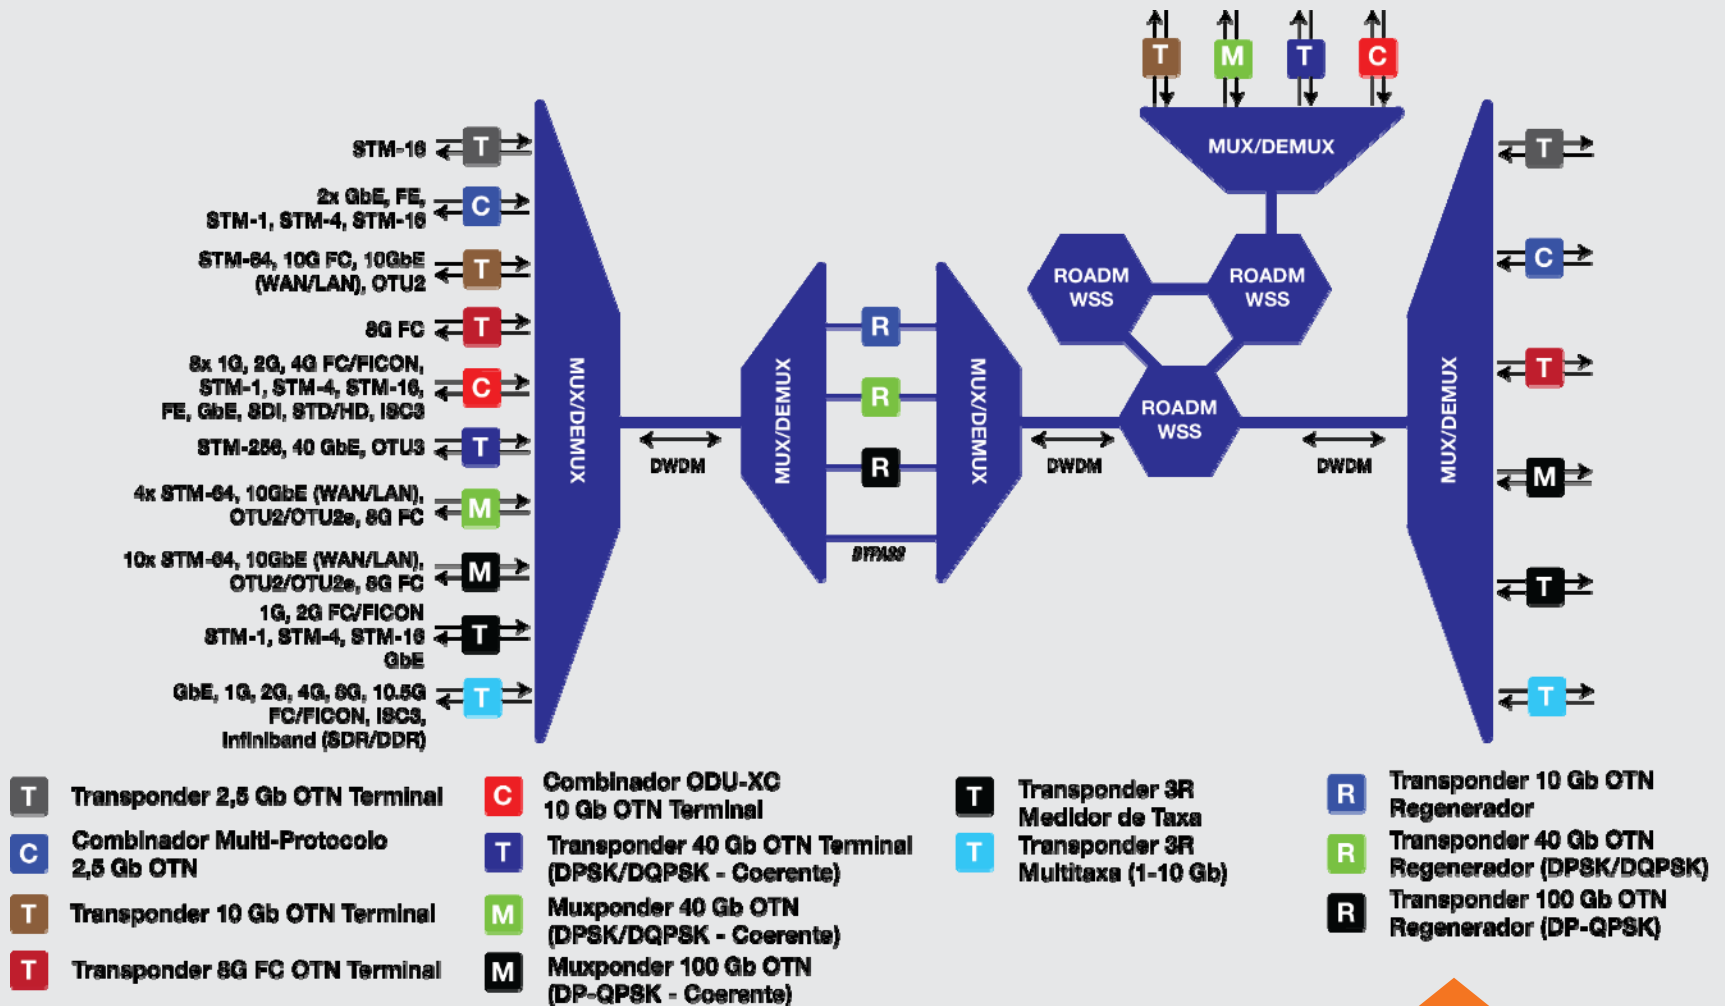 T
M
T
C
MUX/DEMUX
STM-16
T
2x GbE, FE,
STM-1, STM-4, STM-16
C
STM-64, 10G FC, 10GbE
(WAN/LAN), OTU2
T
8G FC
T
8x 1G, 2G, 4G FC/FICON,
STM-1, STM-4, STM-16,
FE, GbE, SDI, STD/HD, ISC3
C
STM-256, 40 GbE, OTU3
T
4x STM-64, 10GbE (WAN/LAN),
OTU2/OTU2e, 8G FC
M
10x STM-64, 10GbE (WAN/LAN),
OTU2/OTU2e, 8G FC
M
1G, 2G FC/FICON
STM-1, STM-4, STM-16
GbE
T
GbE, 1G, 2G, 4G, 8G, 10.5G
FC/FICON, ISC3,
Infiniband (SDR/DDR)
T
MUX/DEMUX
DWDM
MUX/DEMUX
R
R
R
BYPASS
MUX/DEMUX
DWDM
ROADM
WSS
ROADM
WSS
ROADM
WSS
DWDM
MUX/DEMUX
T
C
T
M
T
T
T Transponder 2,5 Gb OTN Terminal
C Combinador Multi-Protocolo
2,5 Gb OTN
T Transponder 10 Gb OTN Terminal
T Transponder 8G FC OTN Terminal
C Combinador ODU-XC
10 Gb OTN Terminal
T Transponder 40 Gb OTN Terminal
(DPSK/DQPSK - Coerente)
M Muxponder 40 Gb OTN
(DPSK/DQPSK - Coerente)
M Muxponder 100 Gb OTN
(DP-QPSK - Coerente)
T Transponder 3R
Medidor de Taxa
T Transponder 3R
Multitaxa (1-10 Gb)
R Transponder 10 Gb OTN
Regenerador
R Transponder 40 Gb OTN
Regenerador (DPSK/DQPSK)
R Transponder 100 Gb OTN
Regenerador (DP-QPSK)